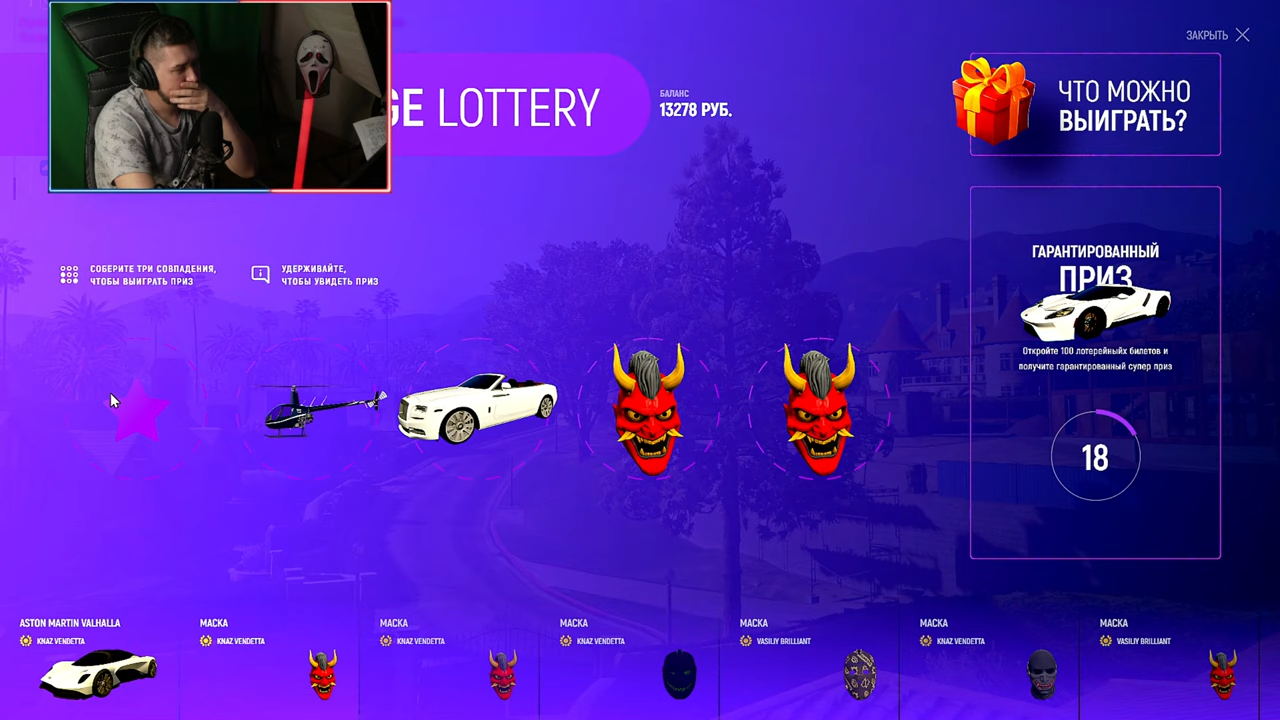 GE LOTTERY
БАЛАНС
13278 РУБ.
ЗАКРЫТЬ
ЧТО МОЖНО
ВЫИГРАТЬ?
СОБЕРИТЕ ТРИ СОВПАДЕНИЯ,
ЧТОБЫ ВЫИГРАТЬ ПРИЗ
УДЕРЖИВАЙТЕ,
ЧТОБЫ УВИДЕТЬ ПРИЗ
ГАРАНТИРОВАННЫЙ
ПРИЗ
Откройте 100 лотерейныйх билетов и
получите гарантированный супер приз
18
ASTON MARTIN VALHALLA
KNAZ VENDETTA
МАСКА
KNAZ VENDETTA
МАСКА
KNAZ VENDETTA
МАСКА
KNAZ VENDETTA
МАСКА
VASILIY BRILLIANT
МАСКА
KNAZ VENDETTA
МАСКА
VASILIY BRILLIANT